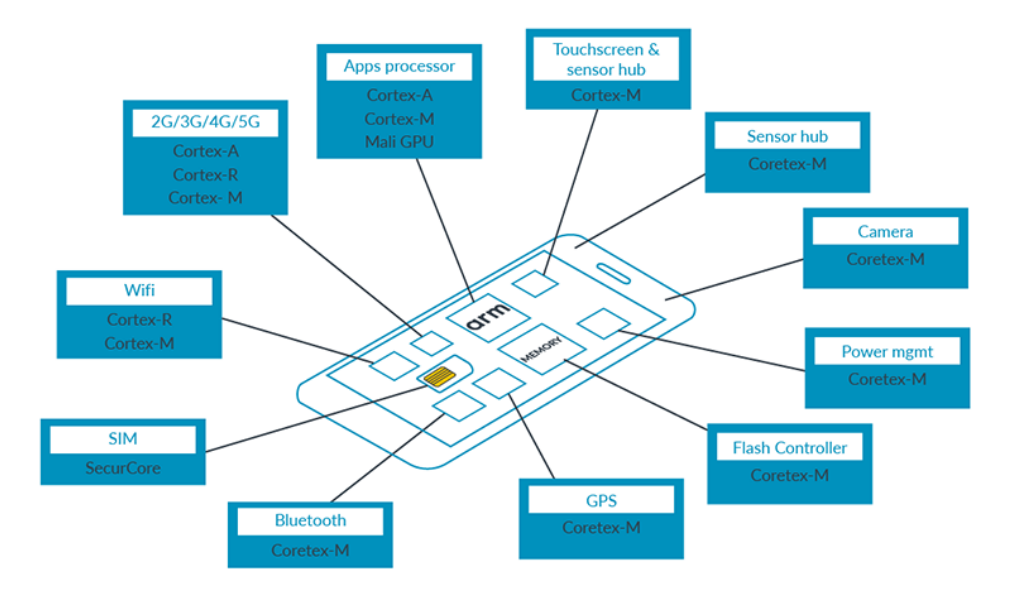 Touchscreen &
sensor hub
Cortex-M
Apps processor
Cortex-A
Cortex-M
Mali GPU
2G/3G/4G/5G
Cortex-A
Cortex-R
Cortex- M
Sensor hub
Coretex-M
Camera
Coretex-M
Wifi
Cortex-R
Cortex-M
arm
MEMORY
Power mgmt
Coretex-M
SIM
SecurCore
Flash Controller
Coretex-M
GPS
Coretex-M
Bluetooth
Coretex-M